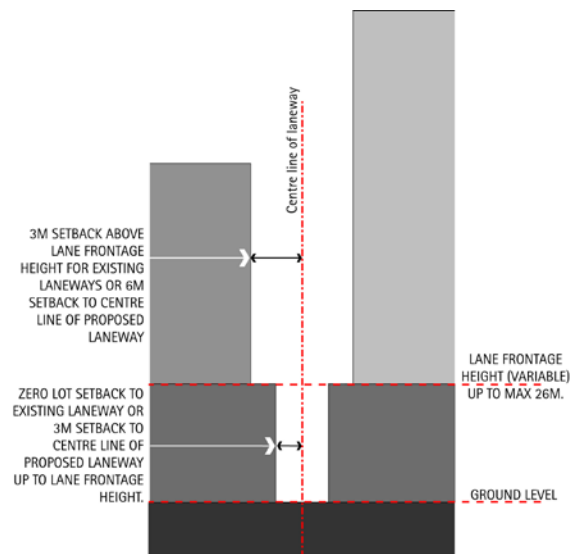 Centre line of laneway
3M SETBACK ABOVE
LANE FRONTAGE
HEIGHT FOR EXISTING
LANEWAYS OR 6M
SETBACK TO CENTRE
LINE OF PROPOSED
LANEWAY
LANE FRONTAGE
HEIGHT (VARIABLE)
UP TO MAX 26M.
ZERO LOT SETBACK TO
EXISTING LANEWAY OR
3M SETBACK TO
CENTRE LINE OF
PROPOSED LANEWAY
UP TO LANE FRONTAGE
HEIGHT.
GROUND LEVEL